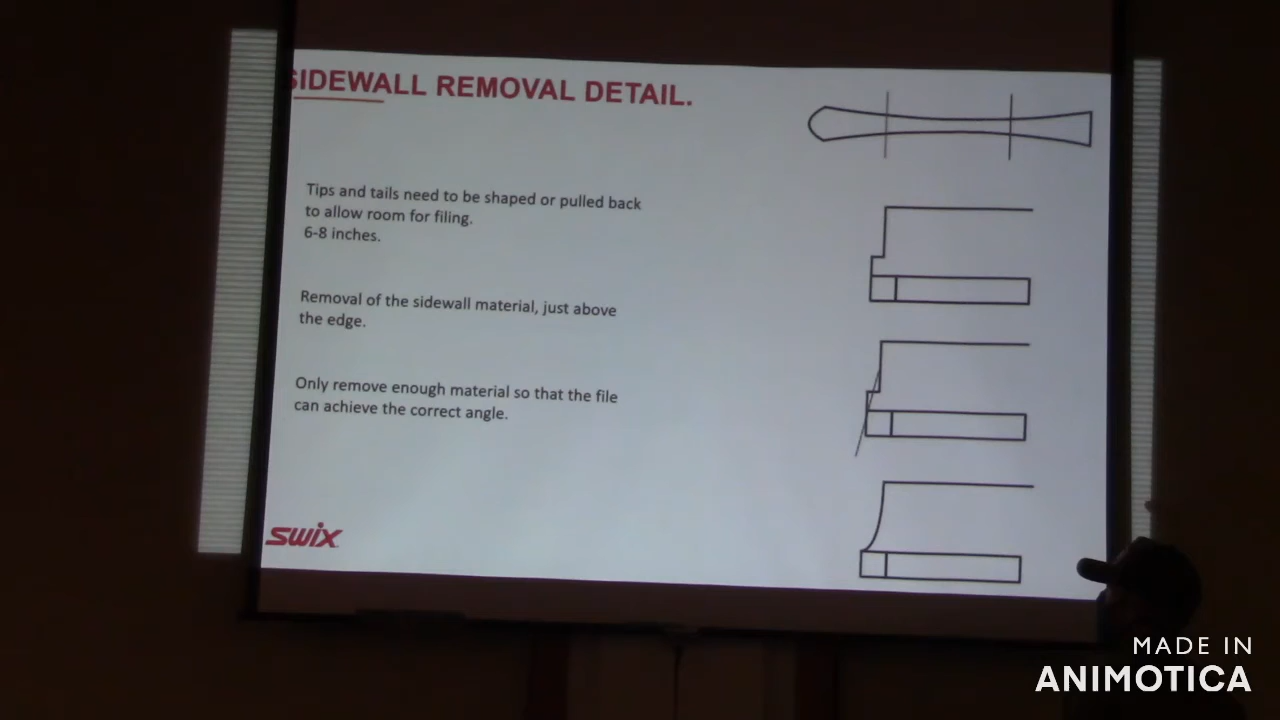 SIDEWALL REMOVAL DETAIL.
Tips and tails need to be shaped or pulled back
to allow room for filing.
6-8 inches.
Removal of the sidewall material, just above
the edge.
Only remove enough material so that the file
can achieve the correct angle.
swix
MADE IN
ANIMOTICA